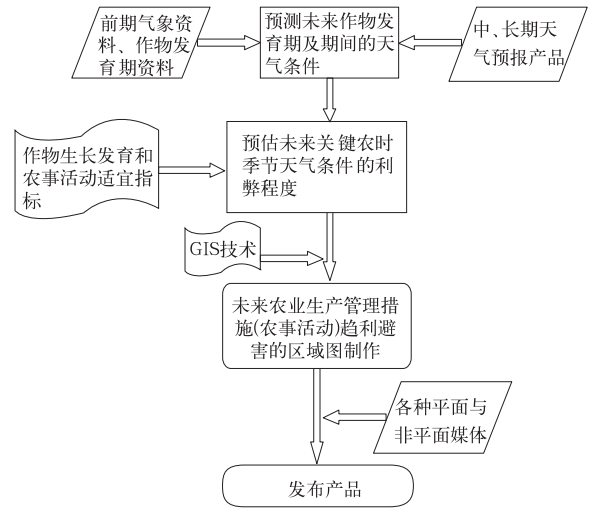 前期气象资
料、作物发
育期资料
预测未来作物发
育期及期间的天
气条件
中、长期天
气预报产品
作物生长发育和
农事活动适宜指
标
预估未来关键农时
季节天气条件的利
弊程度
GIS技术
未来农业生产管理措
施(农事活动)趋利避
害的区域图制作
各种平面与
非平面媒体
发布产品